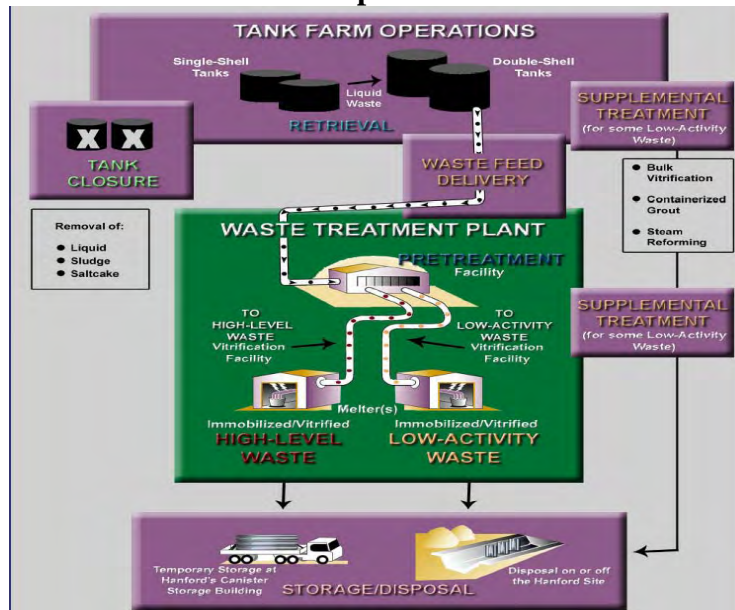 TANK FARM OPERATIONS
Single-Shell
Tanks
Liquid
Waste
Double-Shell
Tanks
RETRIEVAL
TANK
CLOSURE
Removal of:
● Liquid
● Sludge
● Saltcake
WASTE FEED
DELIVERY
SUPPLEMENTAL
TREATMENT
(for some Low-Activity
Waste)
● Bulk
Vitrification
● Containerized
Grout
● Steam
Reforming
WASTE TREATMENT PLANT
PRETREATMENT
Facility
TO
HIGH-LEVEL
WASTE
Vitrification
Facility
TO
LOW-ACTIVITY
WASTE
Vitrification
Facility
SUPPLEMENTAL
TREATMENT
(for some Low-Activity
Waste)
Melter(s)
Immobilized/Vitrified
HIGH-LEVEL
WASTE
Immobilized/Vitrified
LOW-ACTIVITY
WASTE
Temporary Storage at
Hanford's Canister
Storage Building
STORAGE/DISPOSAL
Disposal on or off
the Hanford Site